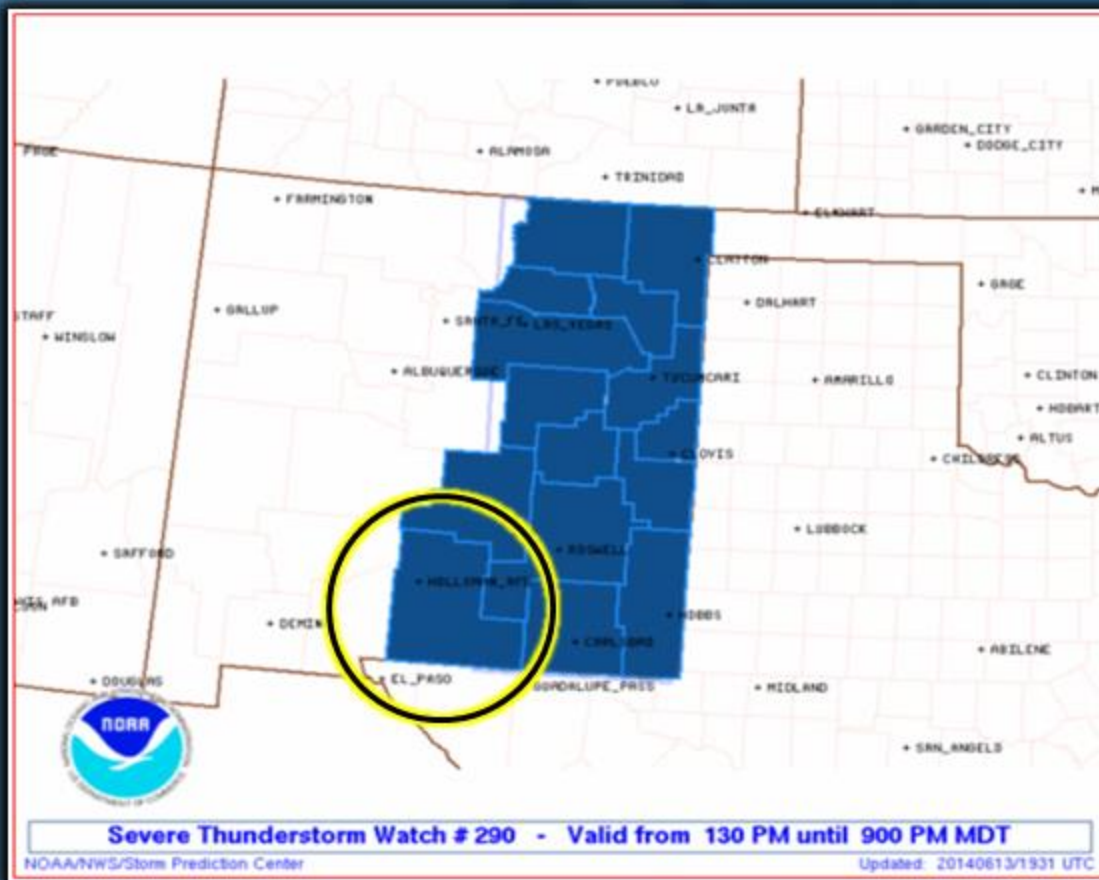 PUEBLO
+ LA_JUNTA
+ GARDEN_CITY
+ DODGE_CITY
PAGE
+ ALAMOSA
+ TRINIDAD
+ FARMINGTON
+ ELKHART
+ CLAYTON
+ GAGE
+ DALHART
+ GALLUP
+ SANTA_FE
+ LAS_VEGAS
STAFF
+ WINSLOW
+ ALBUQUERQUE
+ TUCUMCARI
+ AMARILLO
+ CLINTON
+ HOBART
+ ALTUS
+ CLOVIS
+ CHILDRESS
+ LUBBOCK
+ SAFFORD
+ ROSWELL
+ HOLLOMAN_AFB
+ HOBBS
+ DEMIN
+ CARLSBAD
+ ABILENE
+ DOUGLAS
+ EL_PASO
GUADALUPE_PASS
+ MIDLAND
NOAA
+ SAN_ANGELO
Severe Thunderstorm Watch # 290 - Valid from 130 PM until 900 PM MDT
NOAA/NWS/Storm Prediction Center
Updated: 20140613/1931 UTC